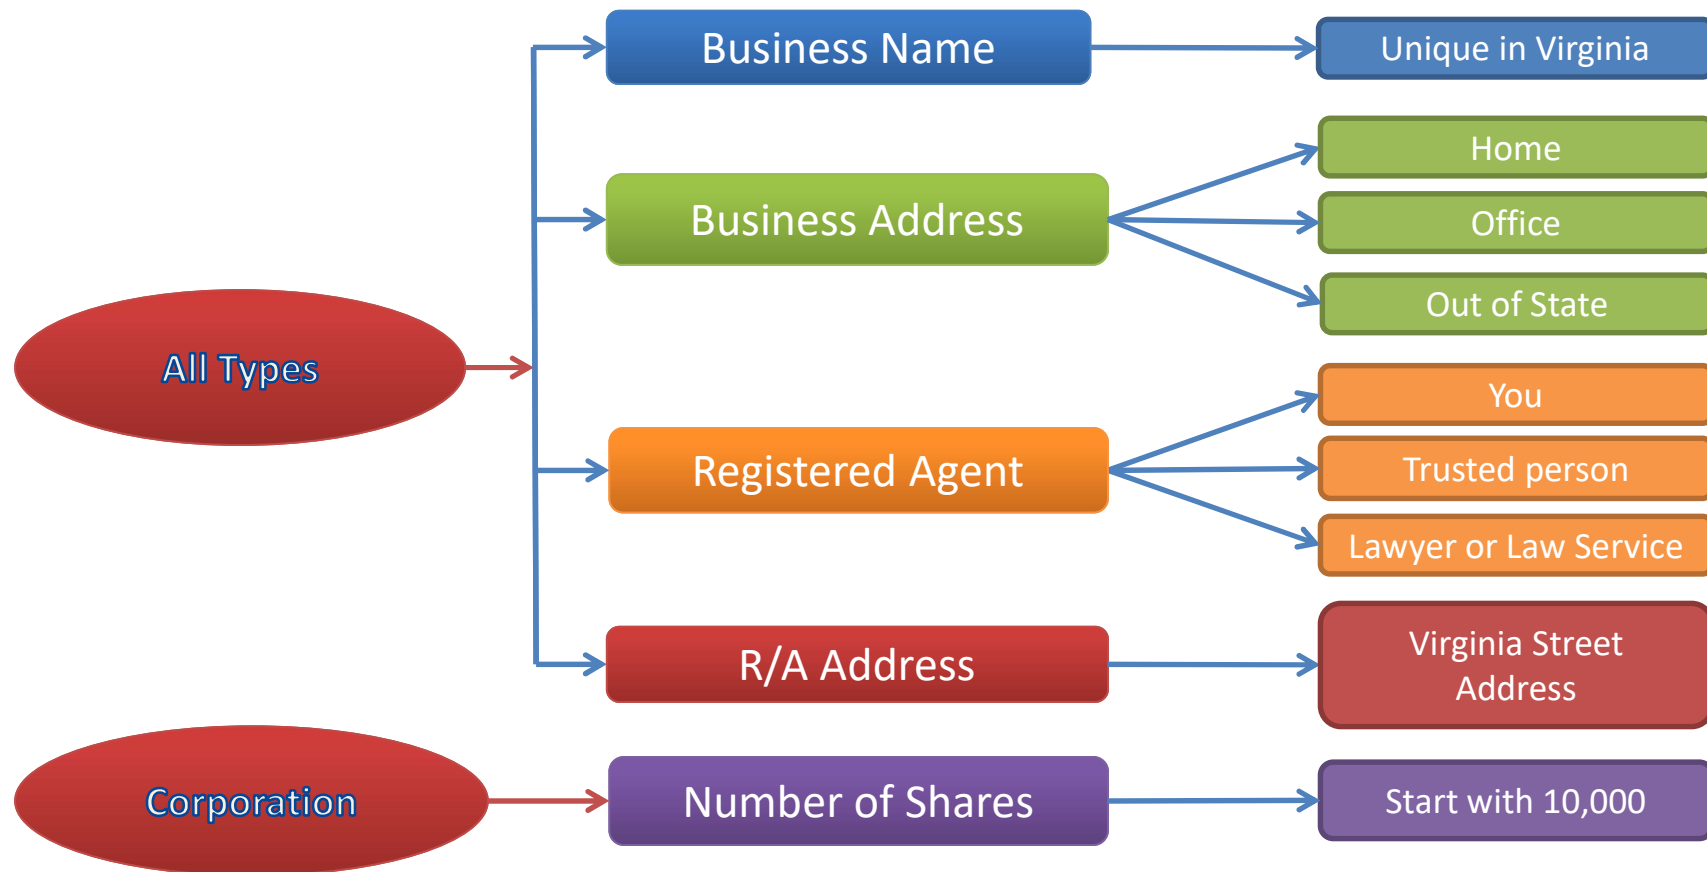 Business Name
Unique in Virginia
Business Address
Home
Office
Out of State
All Types
Registered Agent
You
Trusted person
Lawyer or Law Service
R/A Address
Virginia Street
Address
Corporation
Number of Shares
Start with 10,000